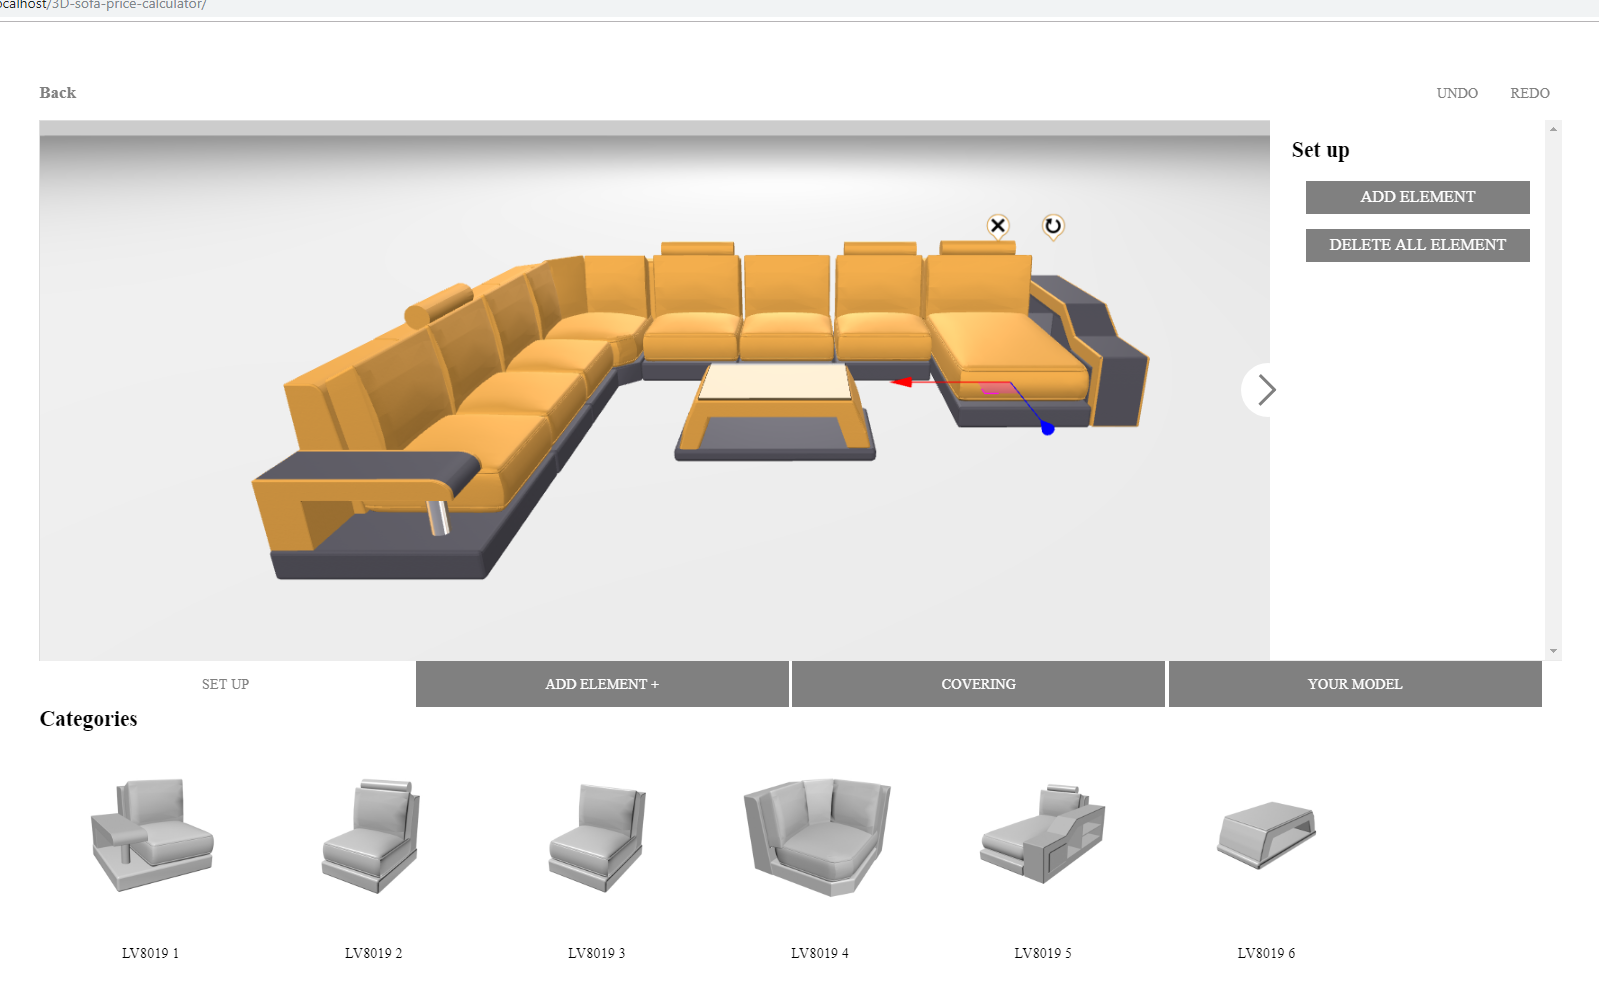 ocalhost/3D-sofa-price-calculator/
Back
UNDO
REDO
Set up
ADD ELEMENT
DELETE ALL ELEMENT
SET UP
ADD ELEMENT +
COVERING
YOUR MODEL
Categories
LV8019 1
LV8019 2
LV8019 3
LV8019 4
LV8019 5
LV8019 6